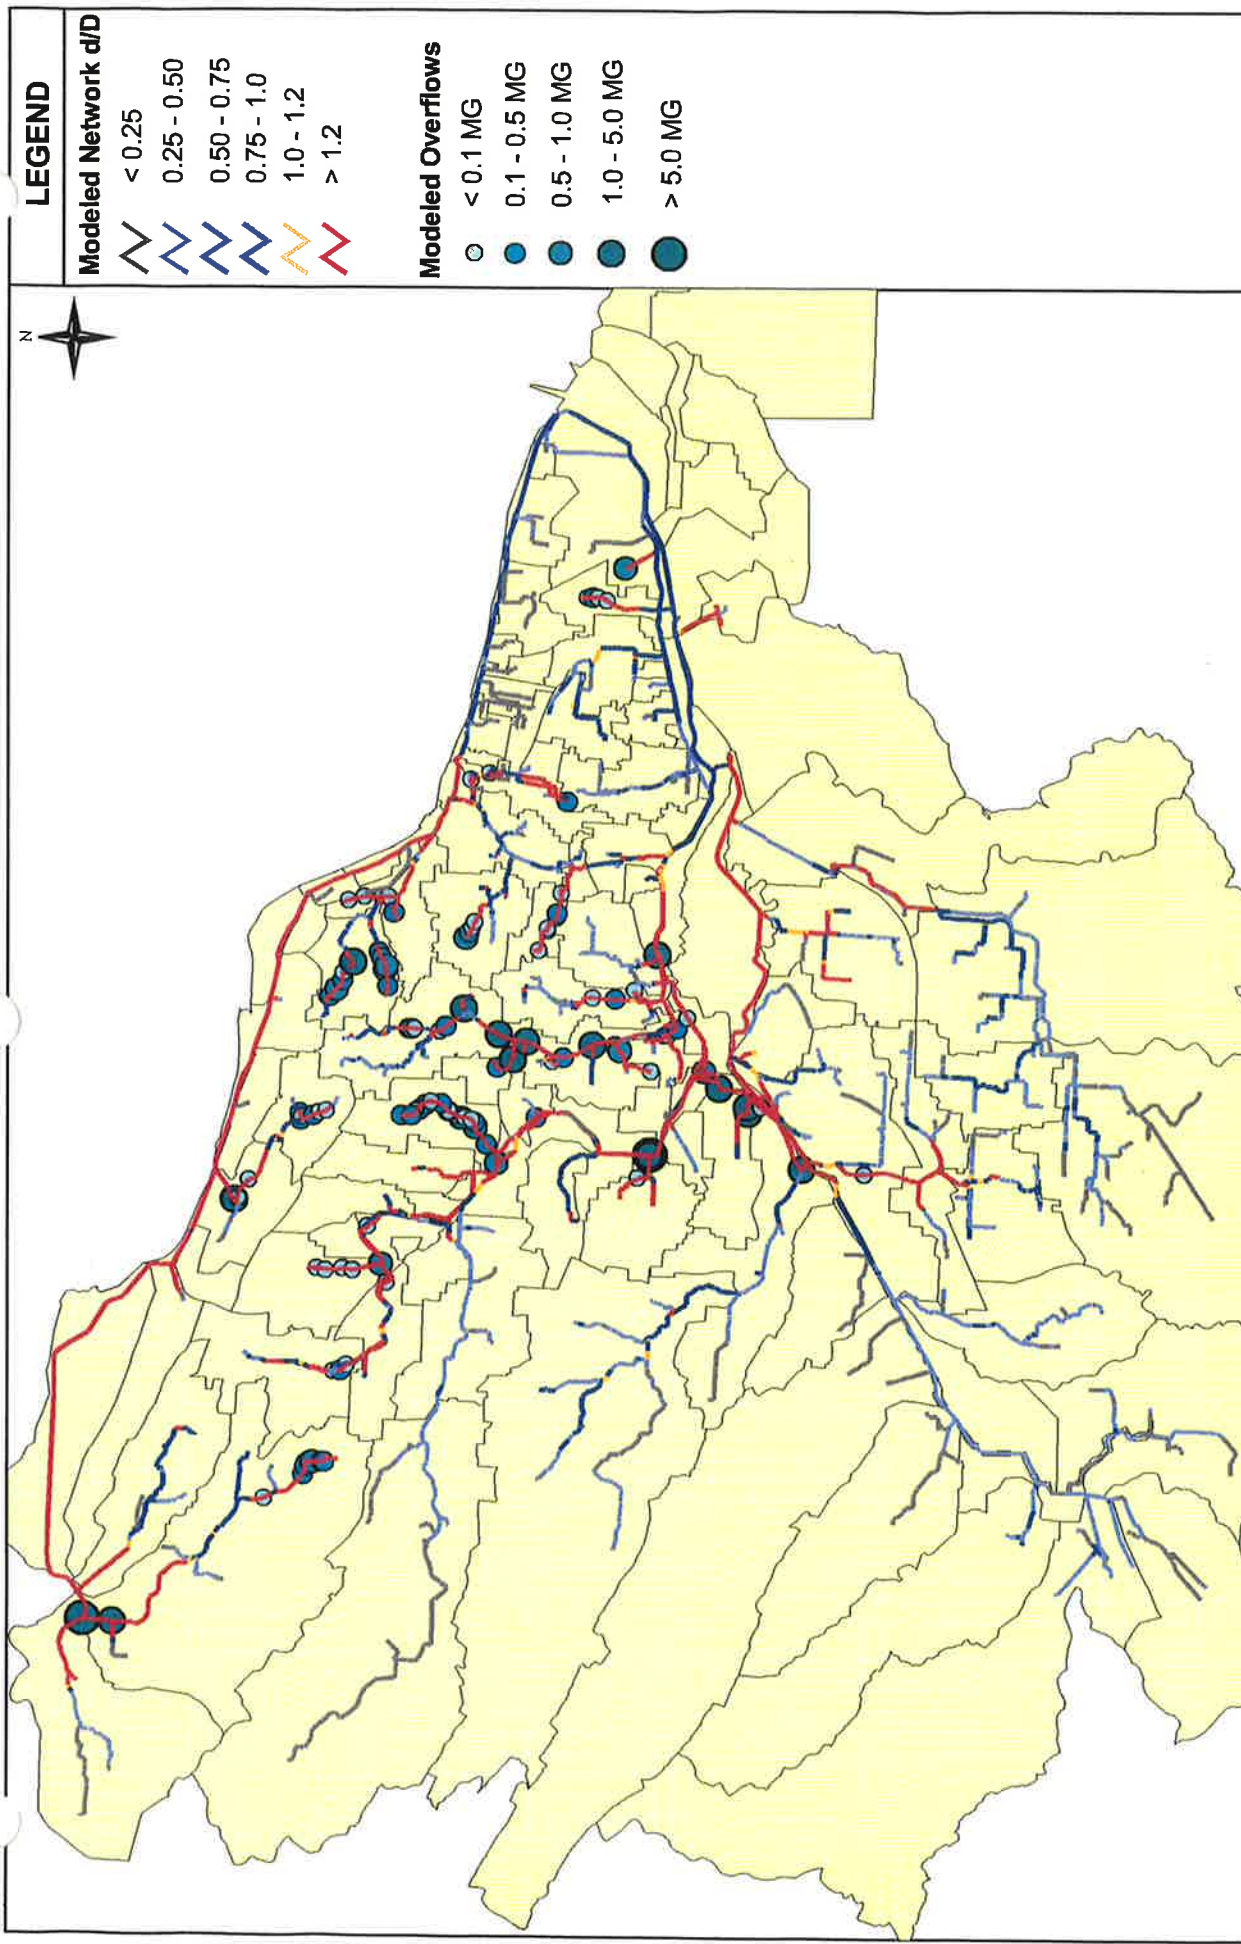 LEGEND
Modeled Network d/D
< 0.25
0.25 - 0.50
0.50 - 0.75
0.75 - 1.0
1.0 - 1.2
> 1.2
Modeled Overflows
< 0.1 MG
0.1 - 0.5 MG
0.5 - 1.0 MG
1.0 - 5.0 MG
> 5.0 MG
N